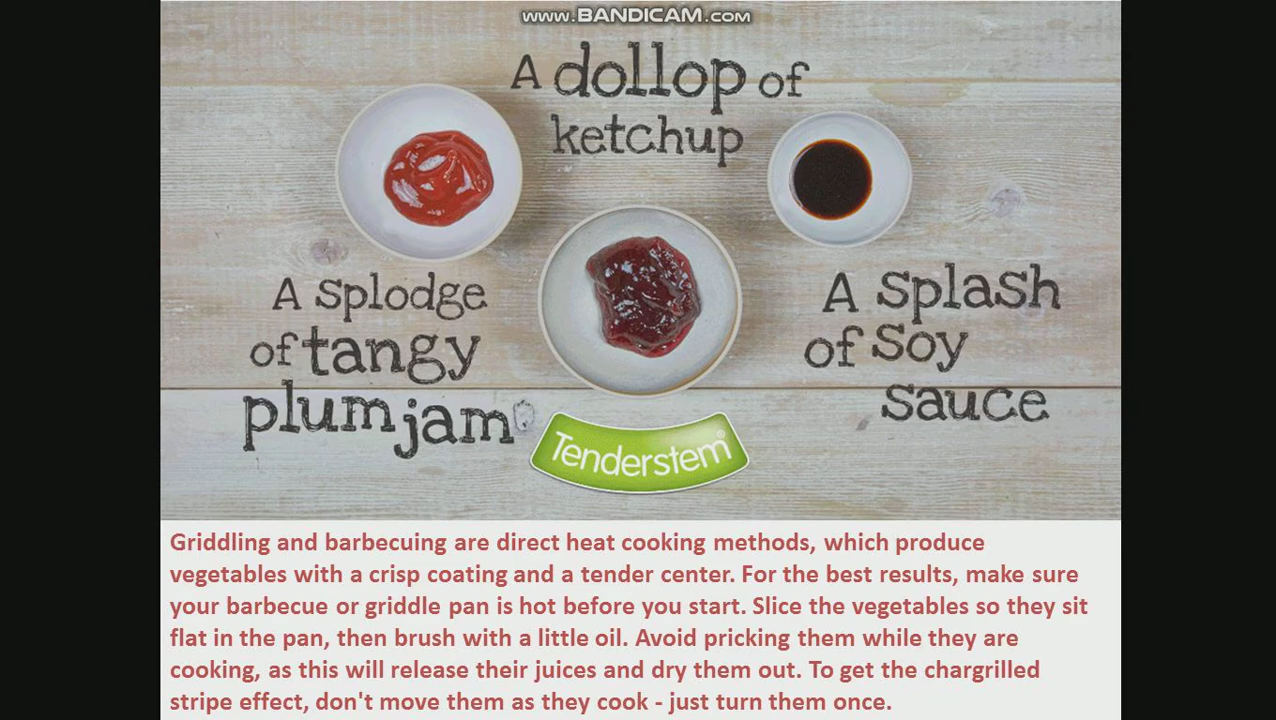 www.BANDICAM.com
A dollop of
ketchup
A splodge
of tangy
plum jam
A splash
of soy
sauce
Tenderstem®
Griddling and barbecuing are direct heat cooking methods, which produce
vegetables with a crisp coating and a tender center. For the best results, make sure
your barbecue or griddle pan is hot before you start. Slice the vegetables so they sit
flat in the pan, then brush with a little oil. Avoid pricking them while they are
cooking, as this will release their juices and dry them out. To get the chargrilled
stripe effect, don't move them as they cook - just turn them once.